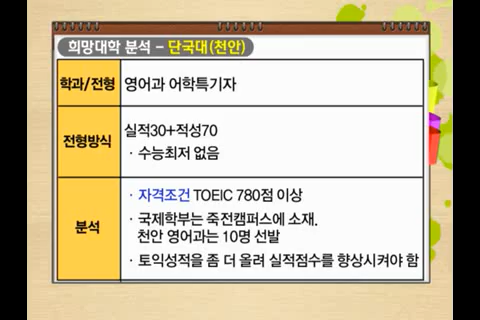 희망대학 분석 - 단국대(천안)
학과/전형
영어과 어학특기자
전형방식
실적30+적성70
· 수능최저 없음
분석
· 자격조건 TOEIC 780점 이상
· 국제학부는 죽전캠퍼스에 소재.
천안 영어과는 10명 선발
· 토익성적을 좀 더 올려 실적점수를 향상시켜야 함